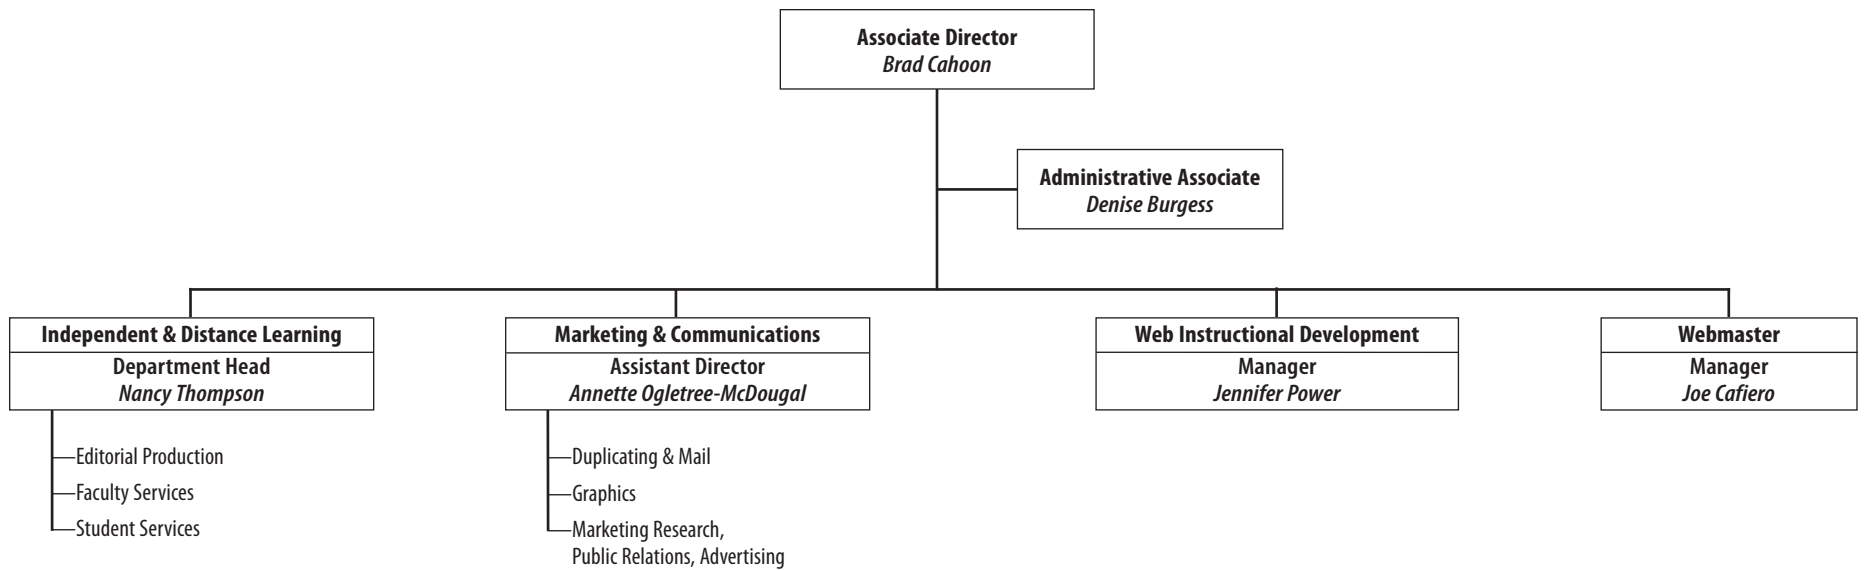 Associate Director
Brad Cahoon
Administrative Associate
Denise Burgess
Independent & Distance Learning
Department Head
Nancy Thompson
Editorial Production
Faculty Services
Student Services
Marketing & Communications
Assistant Director
Annette Ogletree-McDougal
Duplicating & Mail
Graphics
Marketing Research,
Public Relations, Advertising
Web Instructional Development
Manager
Jennifer Power
Webmaster
Manager
Joe Cafiero